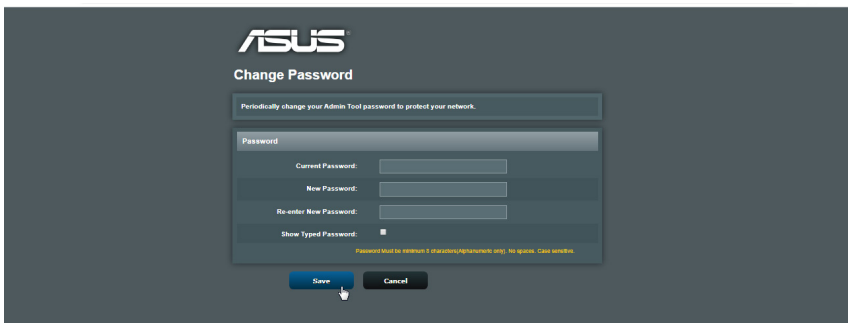 ASUS
Change Password
Periodically change your Admin Tool password to protect your network.
Password
Current Password:
New Password:
Re-enter New Password:
Show Typed Password:
Password Must be minimum 6 characters(Alphanumeric only). No spaces. Case sensitive.
Save
Cancel